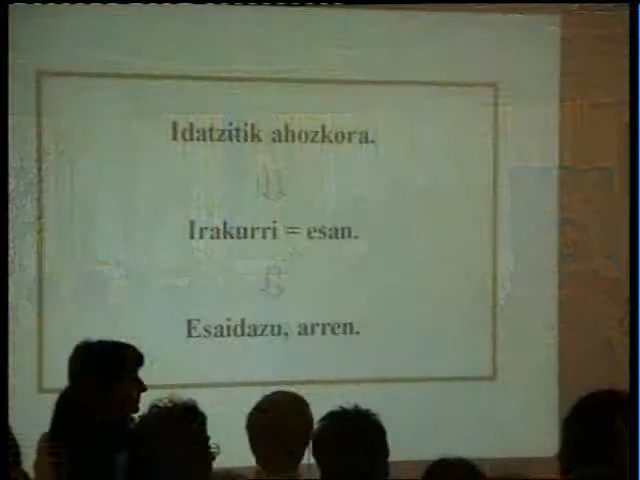 Idatzitik ahozkora.
Irakurri = esan.
Esaidazu, arren.